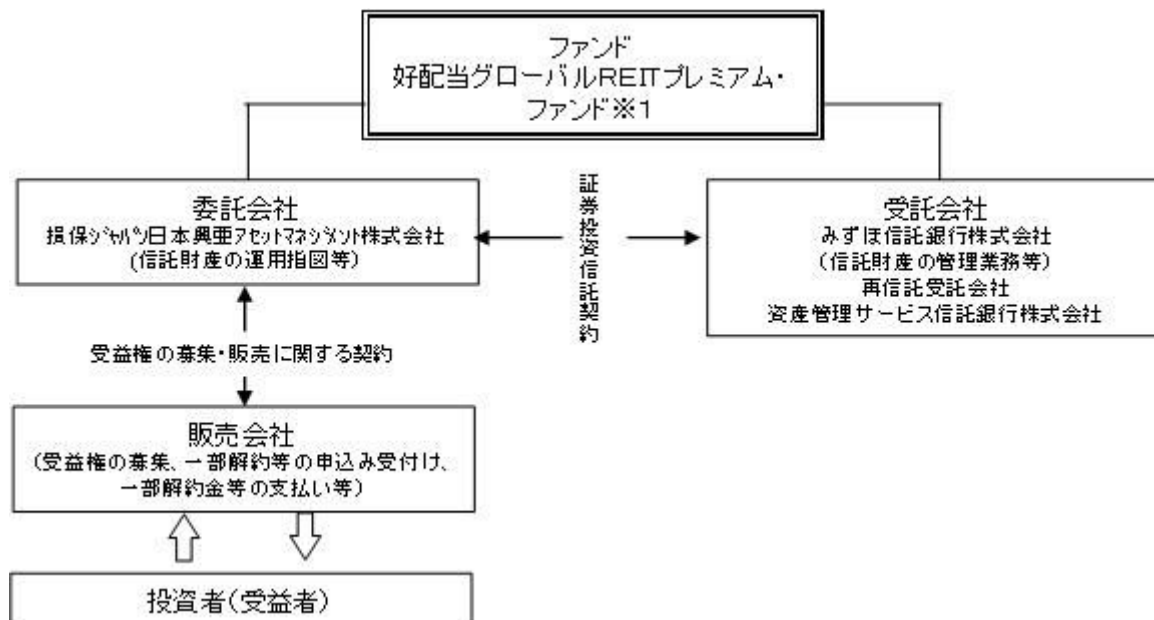 ファンド
好配当グローバルREITプレミアム・
ファンド※1
委託会社
損保ｼﾞｬﾊﾟﾝ日本興亜ｱｾｯﾄﾏﾈｼﾞﾒﾝﾄ株式会社
(信託財産の運用指図等)
証券投資信託契約
受託会社
みずほ信託銀行株式会社
(信託財産の管理業務等)
再信託受託会社
資産管理サービス信託銀行株式会社
受益権の募集・販売に関する契約
販売会社
(受益権の募集、一部解約等の申込み受付け、
一部解約金等の支払い等)
投資者(受益者)